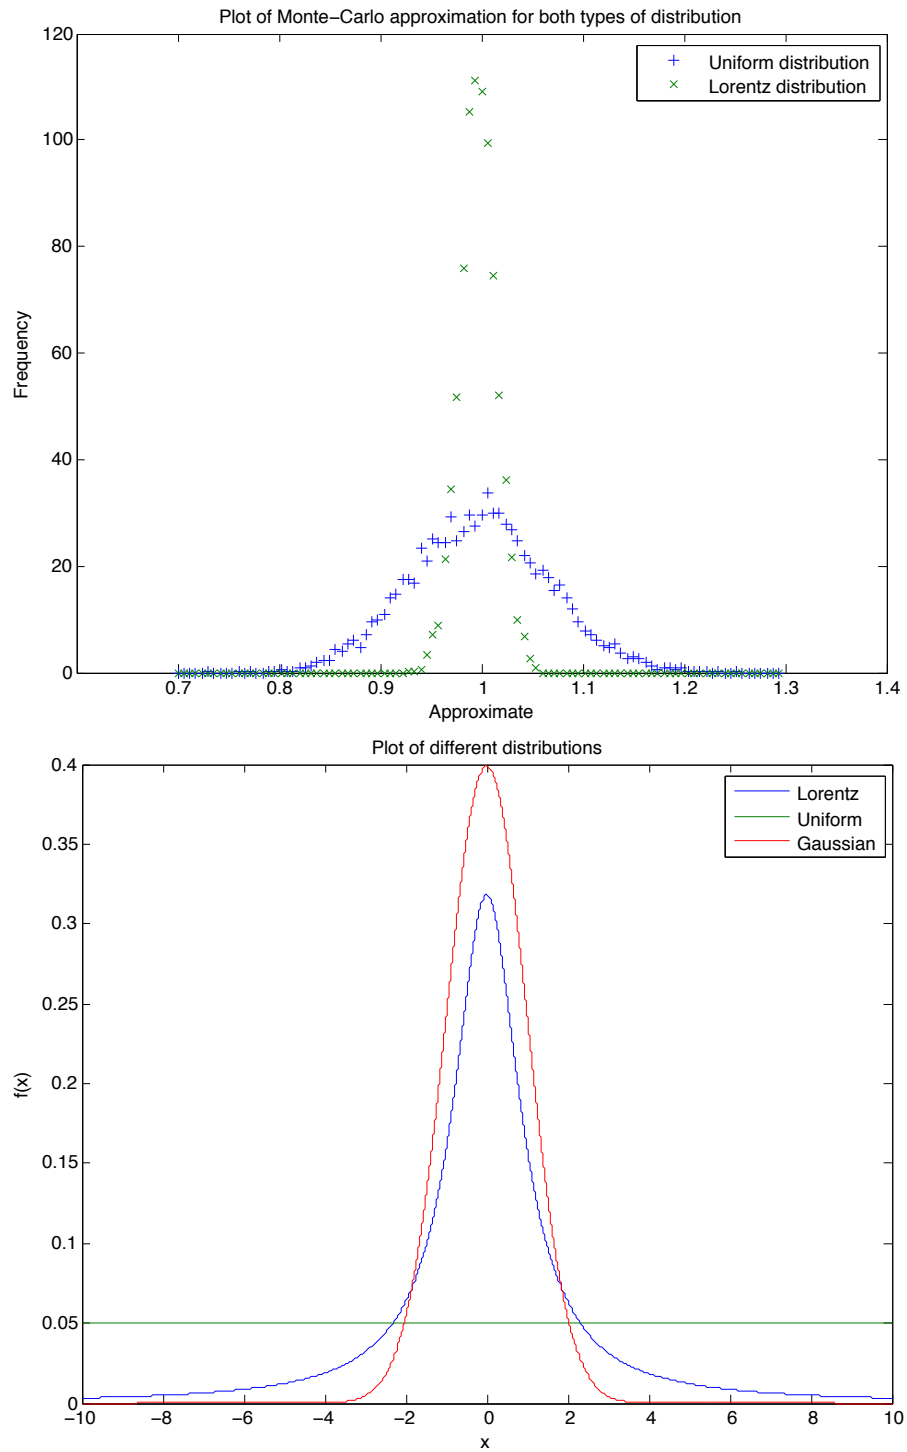 Plot of Monte−Carlo approximation for both types of distribution
120
100
80
60
40
20
0
Frequency
Uniform distribution
Lorentz distribution
0.7 0.8 0.9 1 1.1 1.2 1.3 1.4
Approximate
Plot of different distributions
0.4
0.35
0.3
0.25
0.2
0.15
0.1
0.05
0
f(x)
Lorentz
Uniform
Gaussian
−10 −8 −6 −4 −2 0 2 4 6 8 10
x